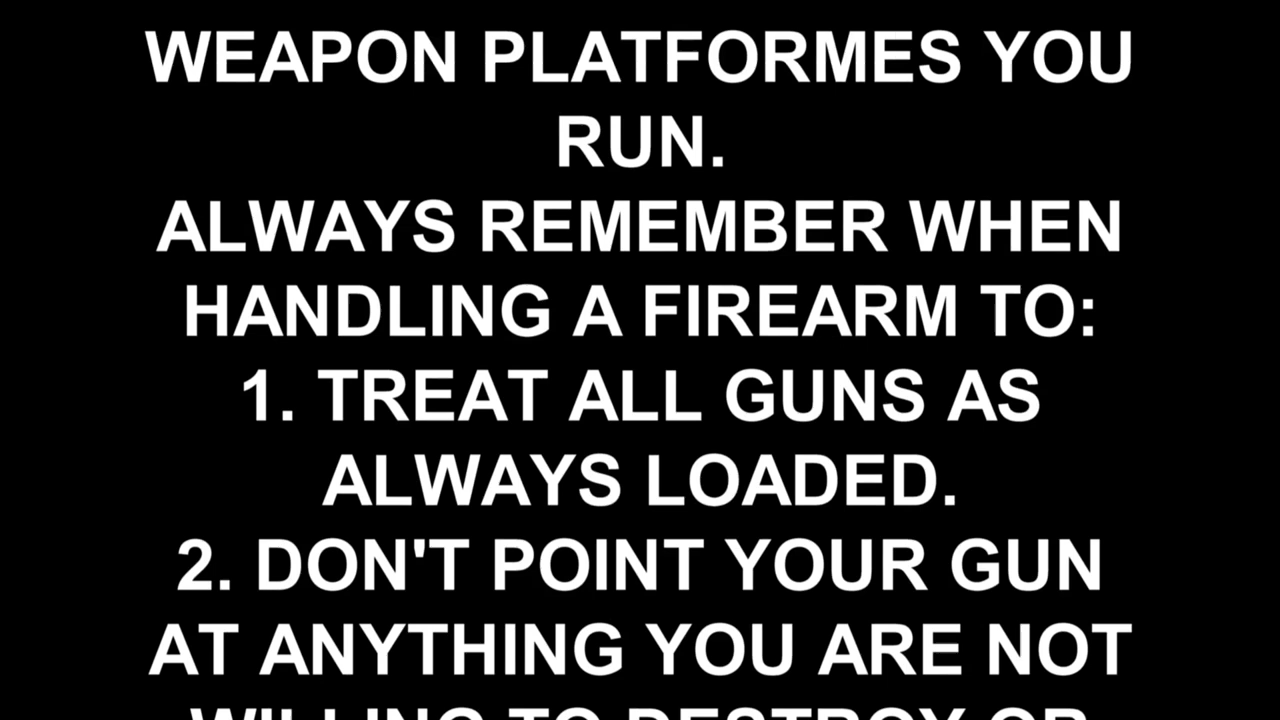 WEAPON PLATFORMES YOU
RUN.
ALWAYS REMEMBER WHEN
HANDLING A FIREARM TO:
1. TREAT ALL GUNS AS
ALWAYS LOADED.
2. DON'T POINT YOUR GUN
AT ANYTHING YOU ARE NOT
WILLING TO DESTROY OR